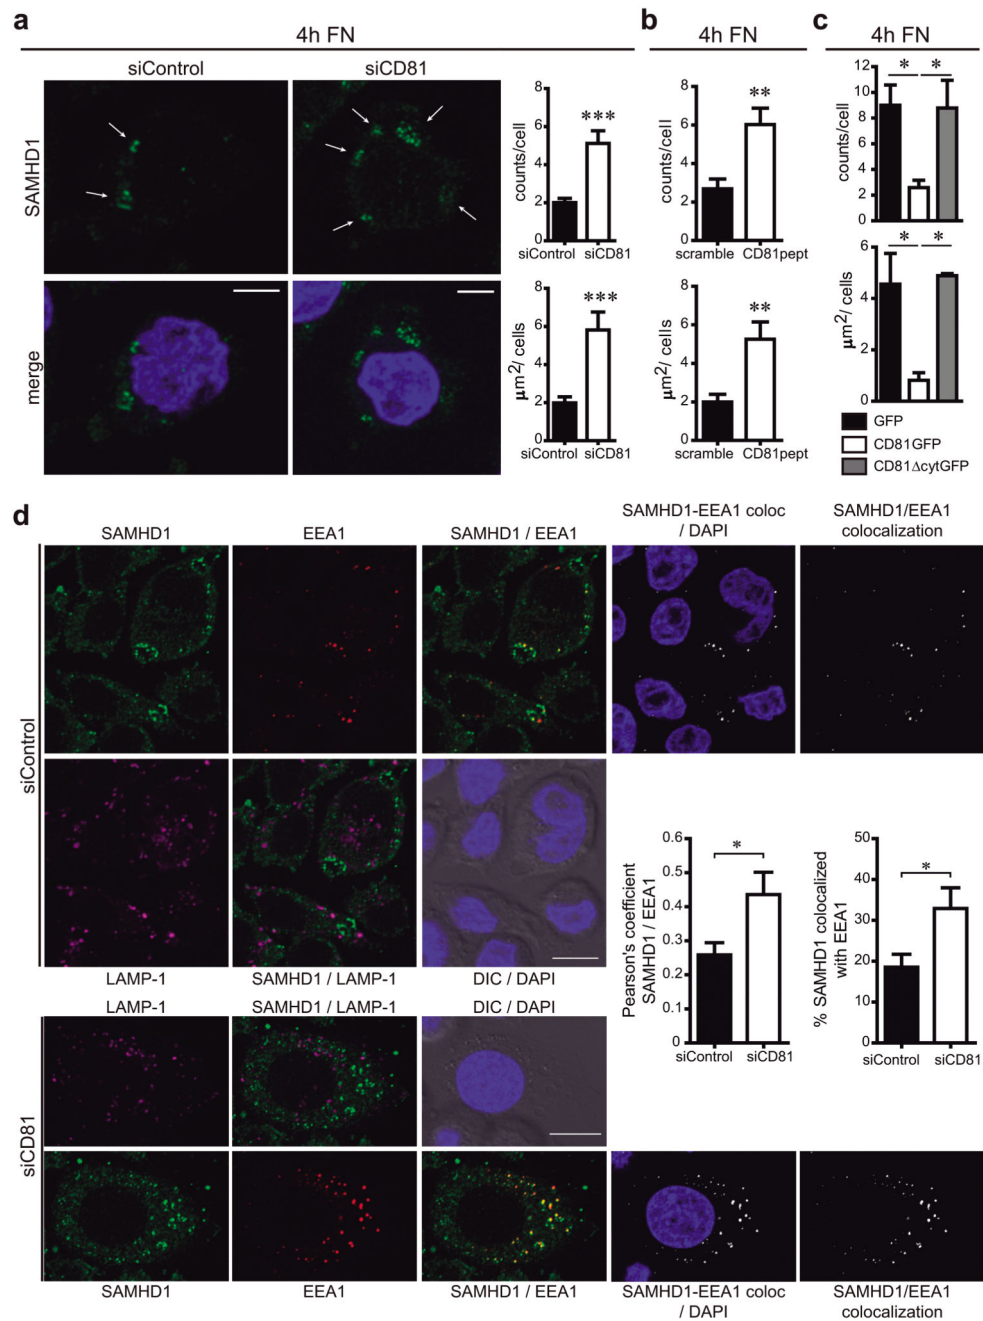 a
b
c
4h FN
4h FN
4h FN
siControl
siCD81
SAMHD1
merge
counts/cell
8
6
4
2
0
***
siControl siCD81
μm²/ cells
8
6
4
2
0
***
siControl siCD81
counts/cell
8
6
4
2
0
**
scramble CD81pept
μm²/ cells
8
6
4
2
0
**
scramble CD81pept
counts/cell
12
10
8
6
4
2
0
* *
μm²/ cells
6
4
2
0
* *
GFP
CD81GFP
CD81ΔcytGFP
d
SAMHD1
EEA1
SAMHD1 / EEA1
SAMHD1-EEA1 coloc
/ DAPI
SAMHD1/EEA1
colocalization
siControl
LAMP-1
SAMHD1 / LAMP-1
DIC / DAPI
Pearson's coefficient
SAMHD1 / EEA1
0.6
0.5
0.4
0.3
0.2
0.1
0
*
siControl siCD81
% SAMHD1 colocalized
with EEA1
50
40
30
20
10
0
*
siControl siCD81
LAMP-1
SAMHD1 / LAMP-1
DIC / DAPI
siCD81
SAMHD1
EEA1
SAMHD1 / EEA1
SAMHD1-EEA1 coloc
/ DAPI
SAMHD1/EEA1
colocalization